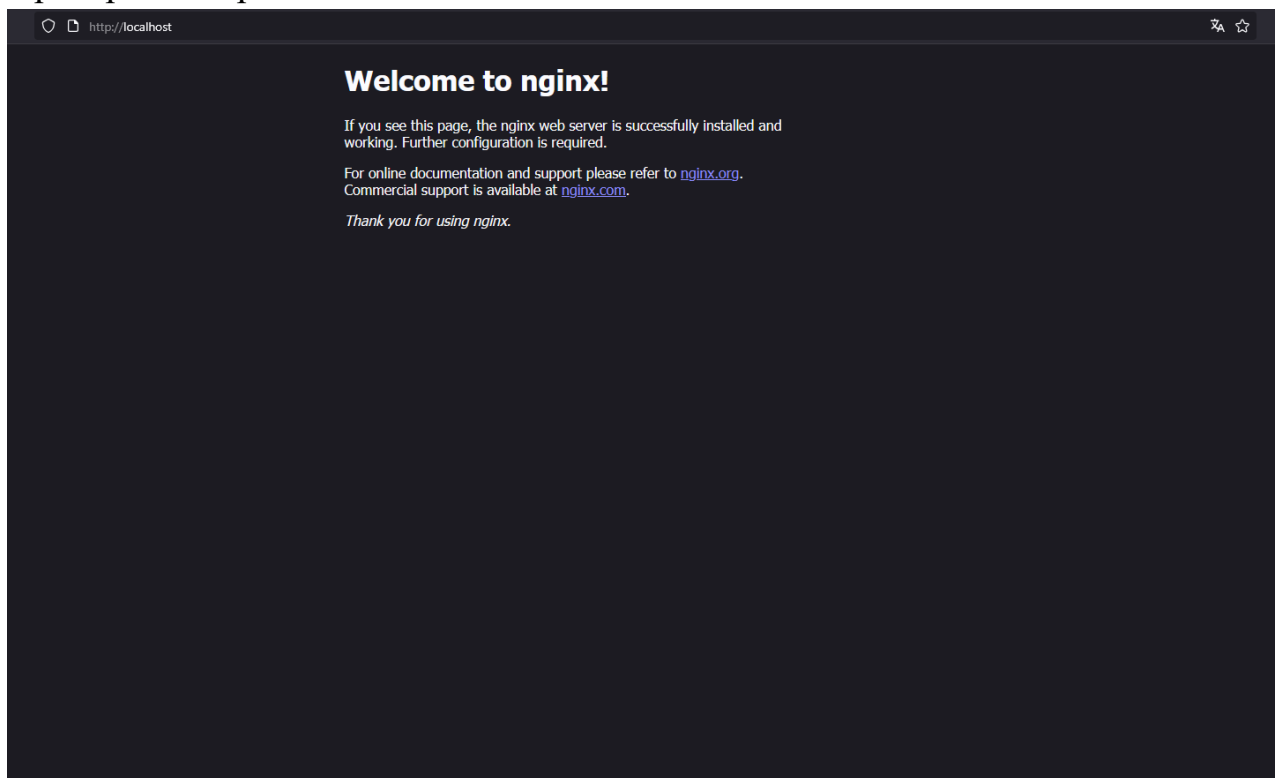 http://localhost
Welcome to nginx!
If you see this page, the nginx web server is successfully installed and
working. Further configuration is required.
For online documentation and support please refer to nginx.org.
Commercial support is available at nginx.com.
Thank you for using nginx.